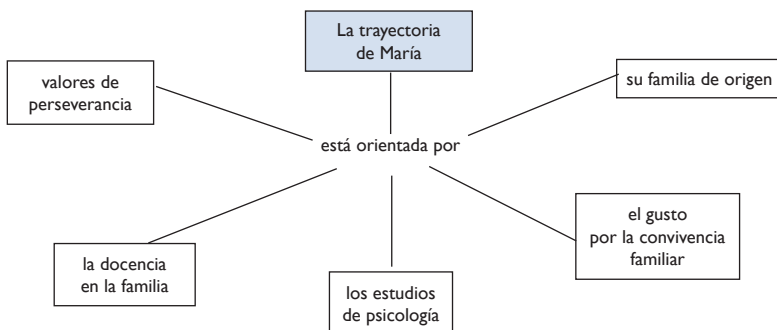 La trayectoria
de María
valores de
perseverancia
su familia de origen
está orientada por
la docencia
en la familia
los estudios
de psicología
el gusto
por la convivencia
familiar